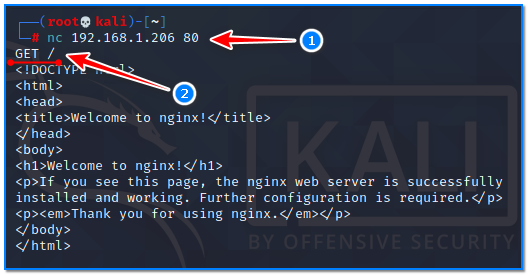 (root💀kali)-[~]
# nc 192.168.1.206 80
1
GET /
2
<!DOCTYPE html>
<html>
<head>
<title>Welcome to nginx!</title>
</head>
<body>
<h1>Welcome to nginx!</h1>
<p>If you see this page, the nginx web server is successfully
installed and working. Further configuration is required.</p>
<p><em>Thank you for using nginx.</em></p>
</body>
</html>
KALI
BY OFFENSIVE SECURITY